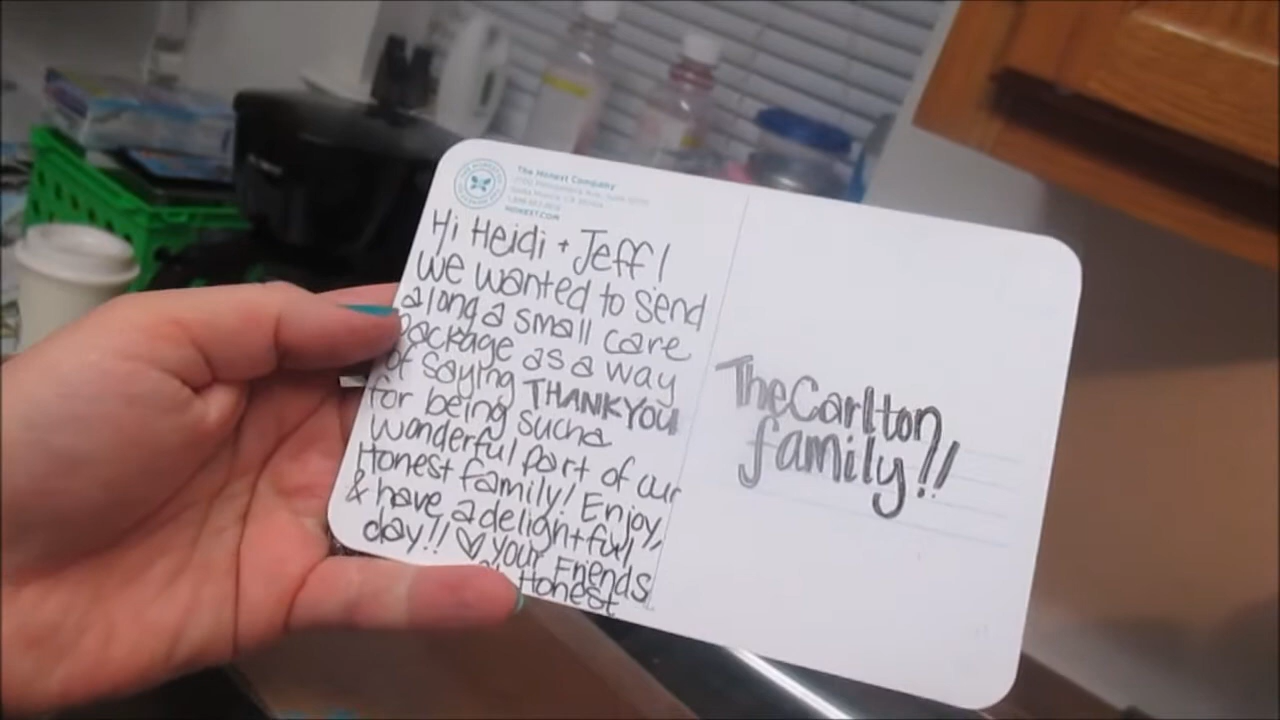 The Honest Company
HONEST.COM
Hi Heidi + Jeff!
we wanted to send
along a small care
package as a way
of saying THANK YOU
for being such a
wonderful part of our
Honest family! Enjoy,
& have a delightful
day!! ♡ your Friends
Honest
The Carlton
family!!